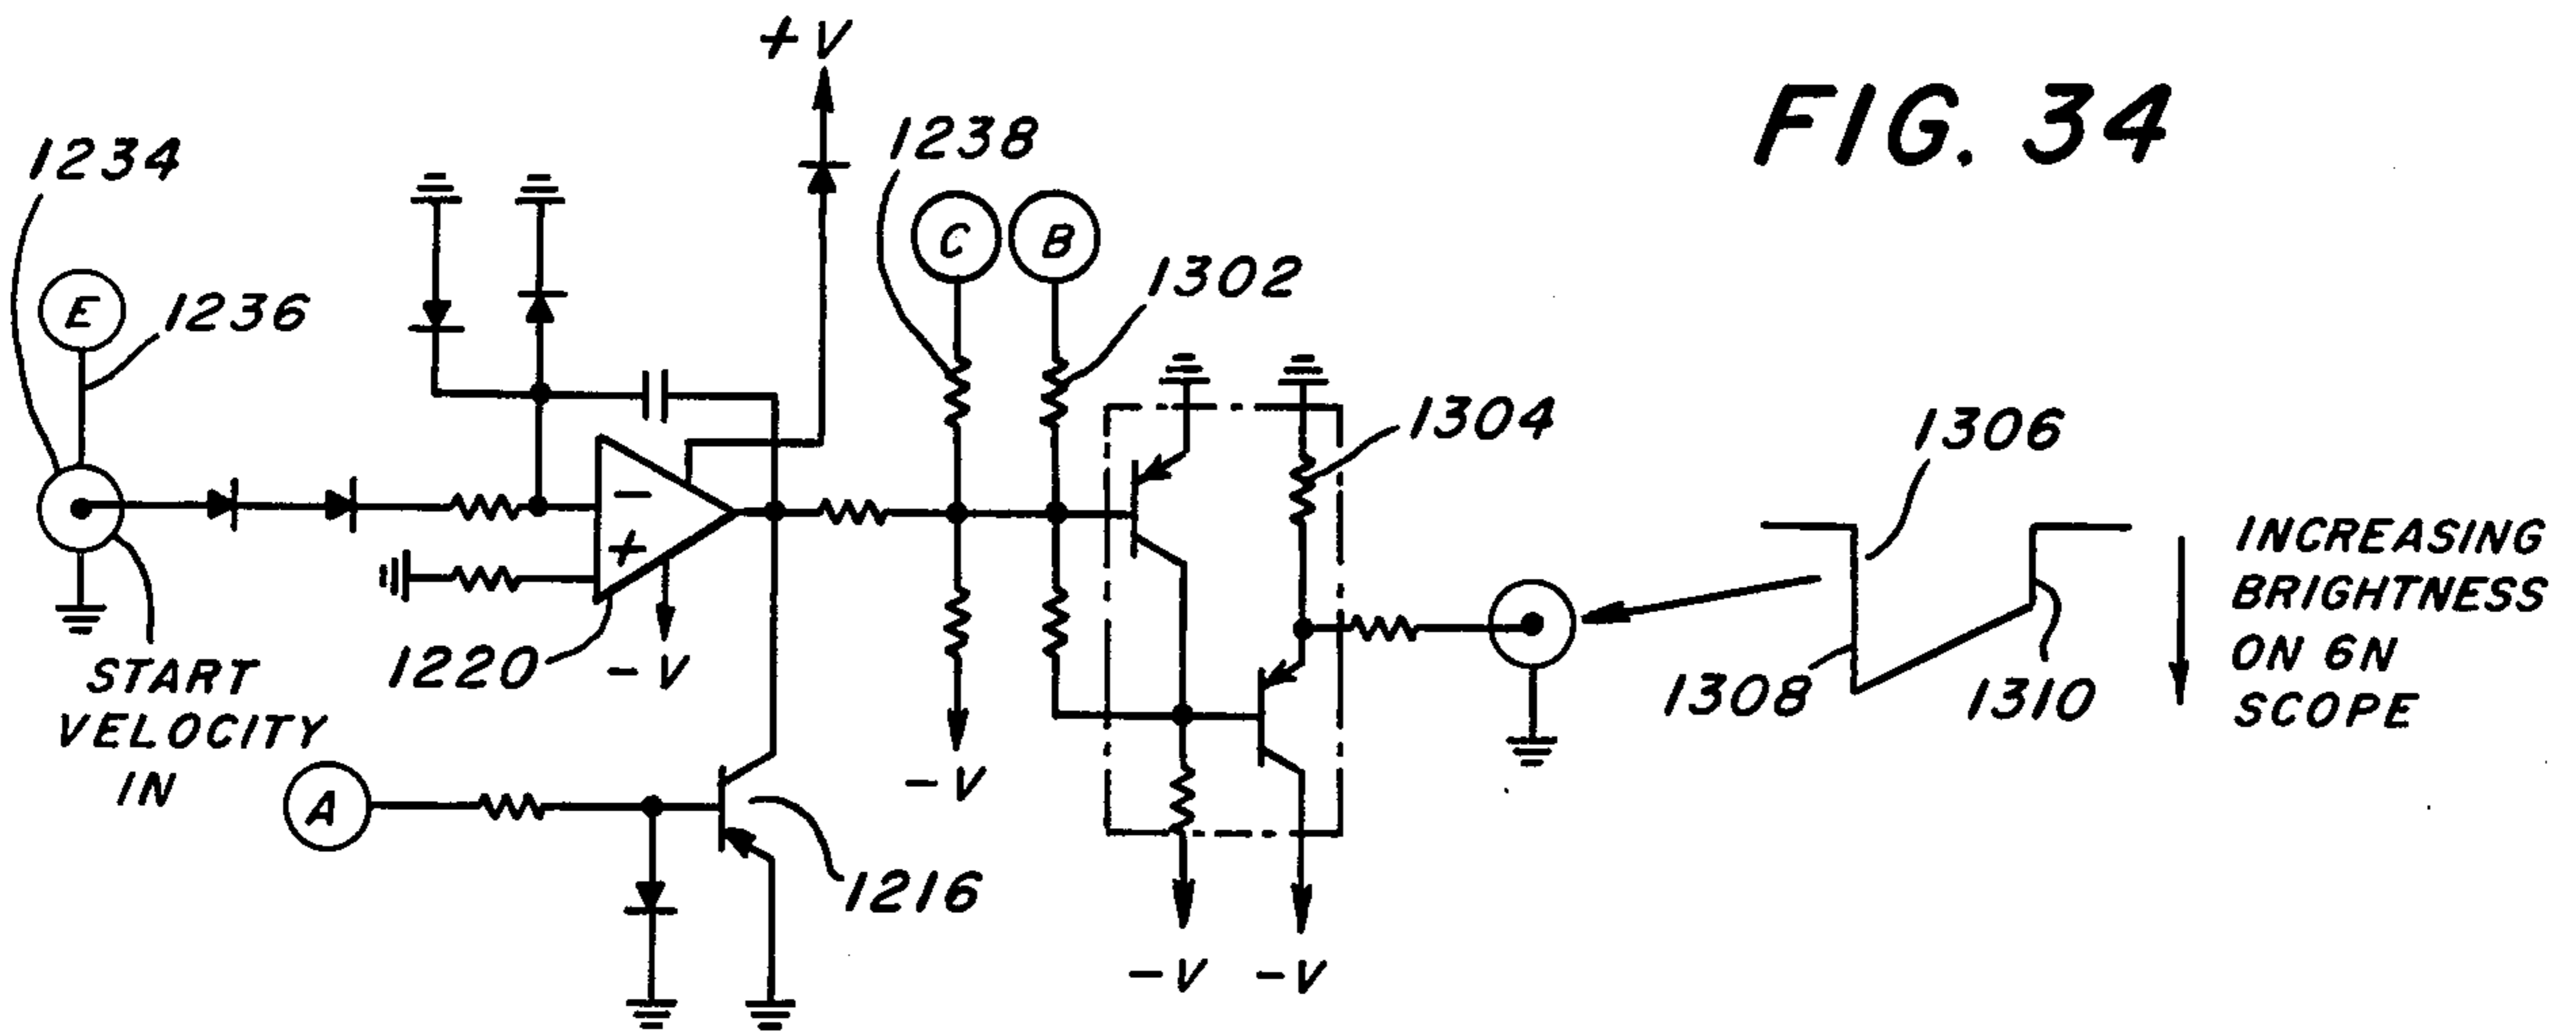 FIG. 34
+V
1234
1238
E
1236
C
B
1302
1304
1306
-
+
1220
-V
START
VELOCITY
IN
A
1216
-V
-V
-V
1308
1310
INCREASING
BRIGHTNESS
ON 6N
SCOPE